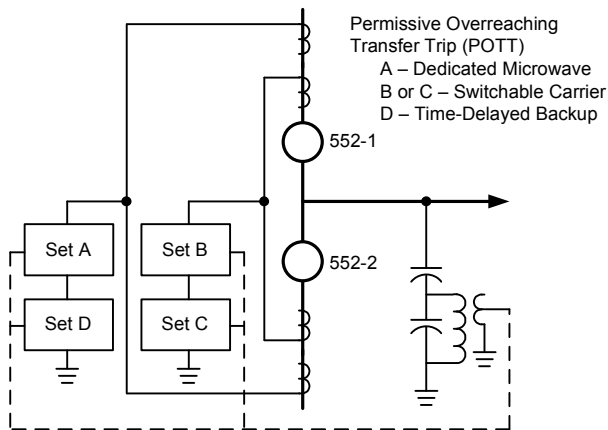 Permissive Overreaching
Transfer Trip (POTT)
A – Dedicated Microwave
B or C – Switchable Carrier
D – Time-Delayed Backup
552-1
552-2
Set A
Set B
Set D
Set C